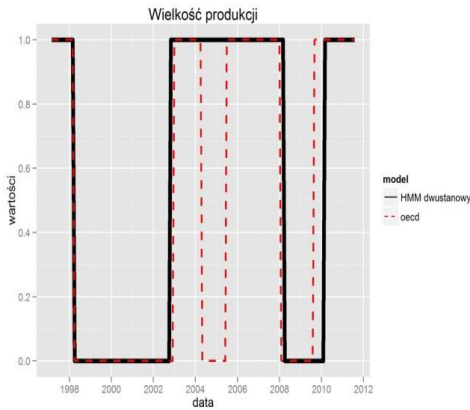 Wielkość produkcji
1.0
0.8
0.6
0.4
0.2
0.0
wartości
1998 2000 2002 2004 2006 2008 2010 2012
data
model
HMM dwustanowy
oecd